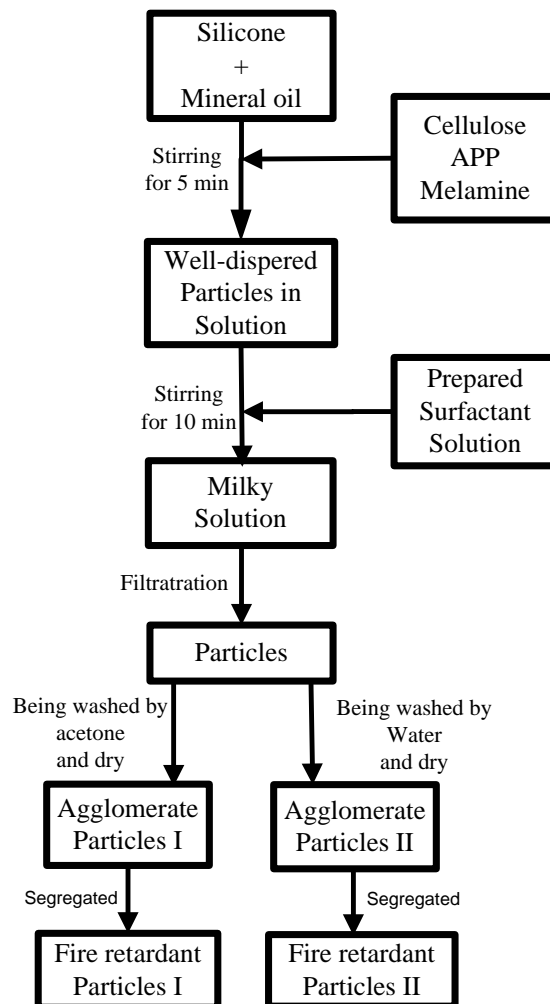 Silicone
+
Mineral oil
Stirring
for 5 min
Cellulose
APP
Melamine
Well-dispered
Particles in
Solution
Stirring
for 10 min
Prepared
Surfactant
Solution
Milky
Solution
Filtratration
Particles
Being washed by
acetone
and dry
Being washed by
Water
and dry
Agglomerate
Particles I
Agglomerate
Particles II
Segregated
Segregated
Fire retardant
Particles I
Fire retardant
Particles II